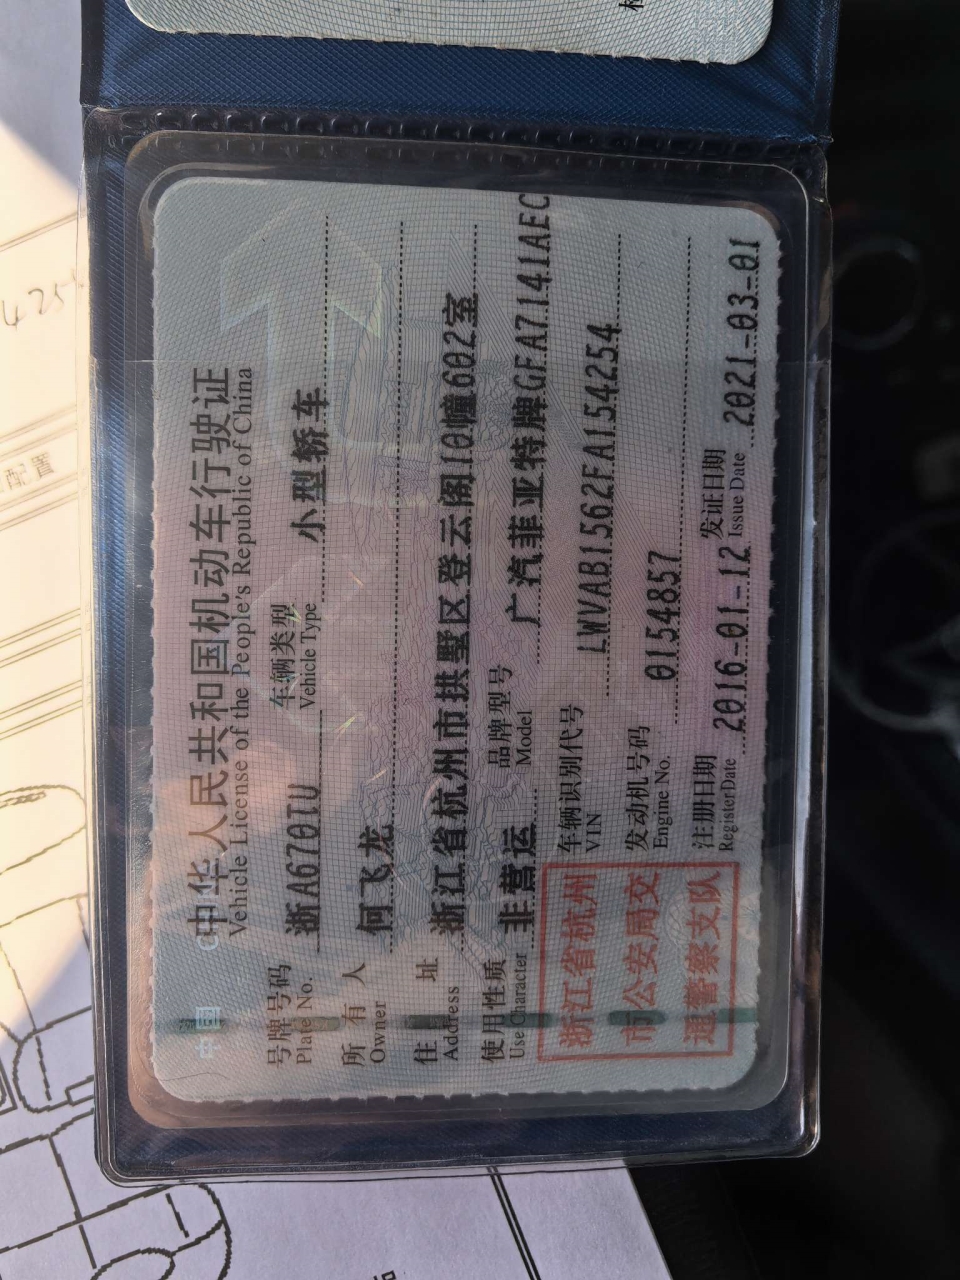 中华人民共和国机动车行驶证
Vehicle License of the People's Republic of China
号牌号码 浙A670TU 车辆类型 小型轿车
Plate No. Vehicle Type
所有人 何飞龙
Owner
住址 浙江省杭州市拱墅区登云阁10幢602室
Address
使用性质 非营运 品牌型号 广汽菲亚特牌GFA7141AEC
Use Character Model
浙江省杭州
市公安局交
通警察支队
车辆识别代号 LWVAB1562FA154254
VIN
发动机号码 0154857
Engine No.
注册日期 2016-01-12 发证日期 2021-03-01
RegisterDate Issue Date
中国
配置
425